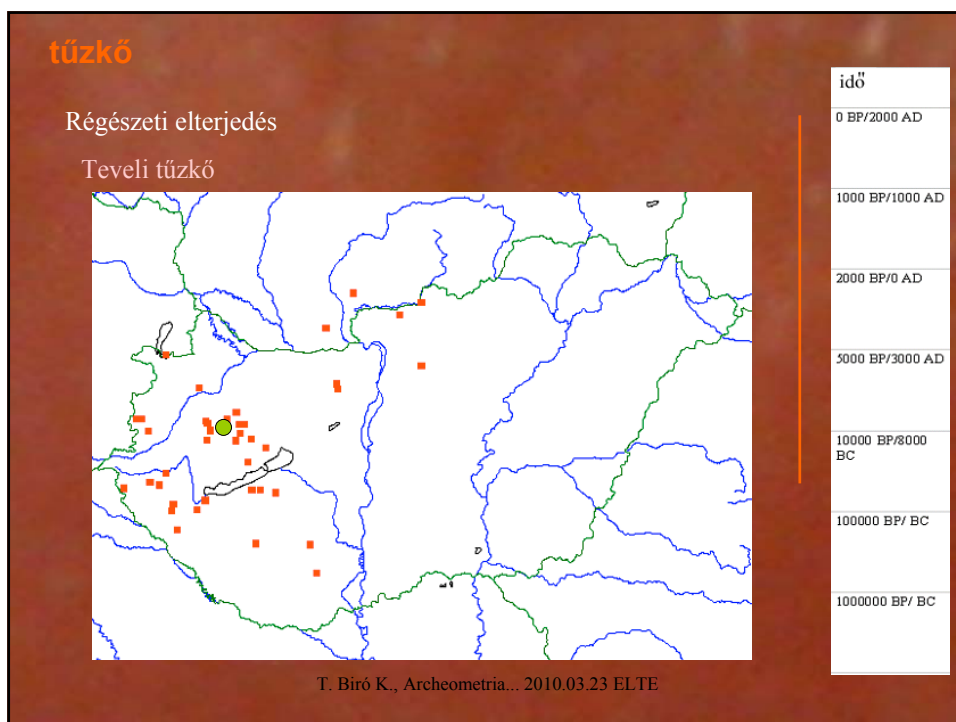 tűzkő
Régészeti elterjedés
Teveli tűzkő
idő
0 BP/2000 AD
1000 BP/1000 AD
2000 BP/0 AD
5000 BP/3000 AD
10000 BP/8000
BC
100000 BP/ BC
1000000 BP/ BC
T. Biró K., Archeometria... 2010.03.23 ELTE